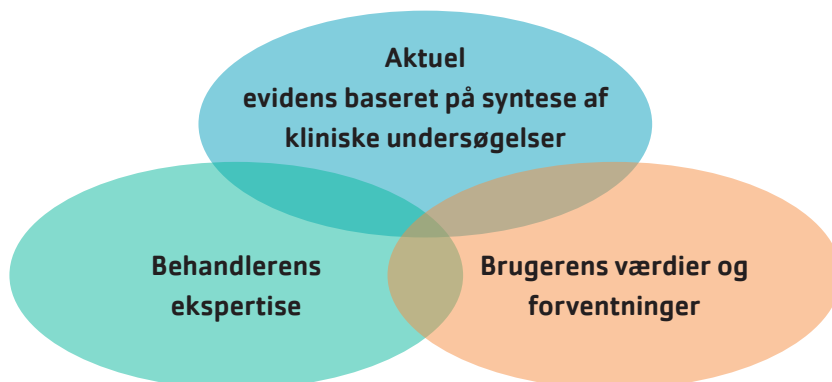 Aktuel
evidens baseret på syntese af
kliniske undersøgelser
Behandlerens
ekspertise
Brugerens værdier og
forventninger